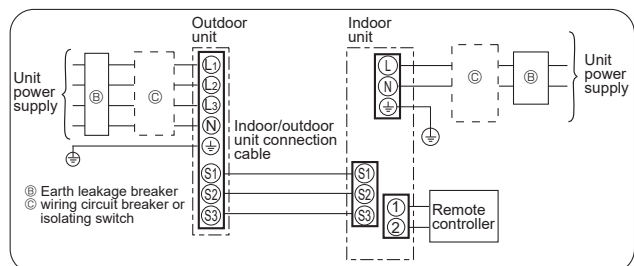 Outdoor
unit
Indoor
unit
Unit
power
supply
Ⓑ
Ⓒ
L1
L2
L3
N
Indoor/outdoor
unit connection
cable
S1
S2
S3
Ⓑ Earth leakage breaker
Ⓒ wiring circuit breaker or
isolating switch
L
N
Ⓒ
Ⓑ
Unit
power
supply
S1
S2
S3
1
2
Remote
controller